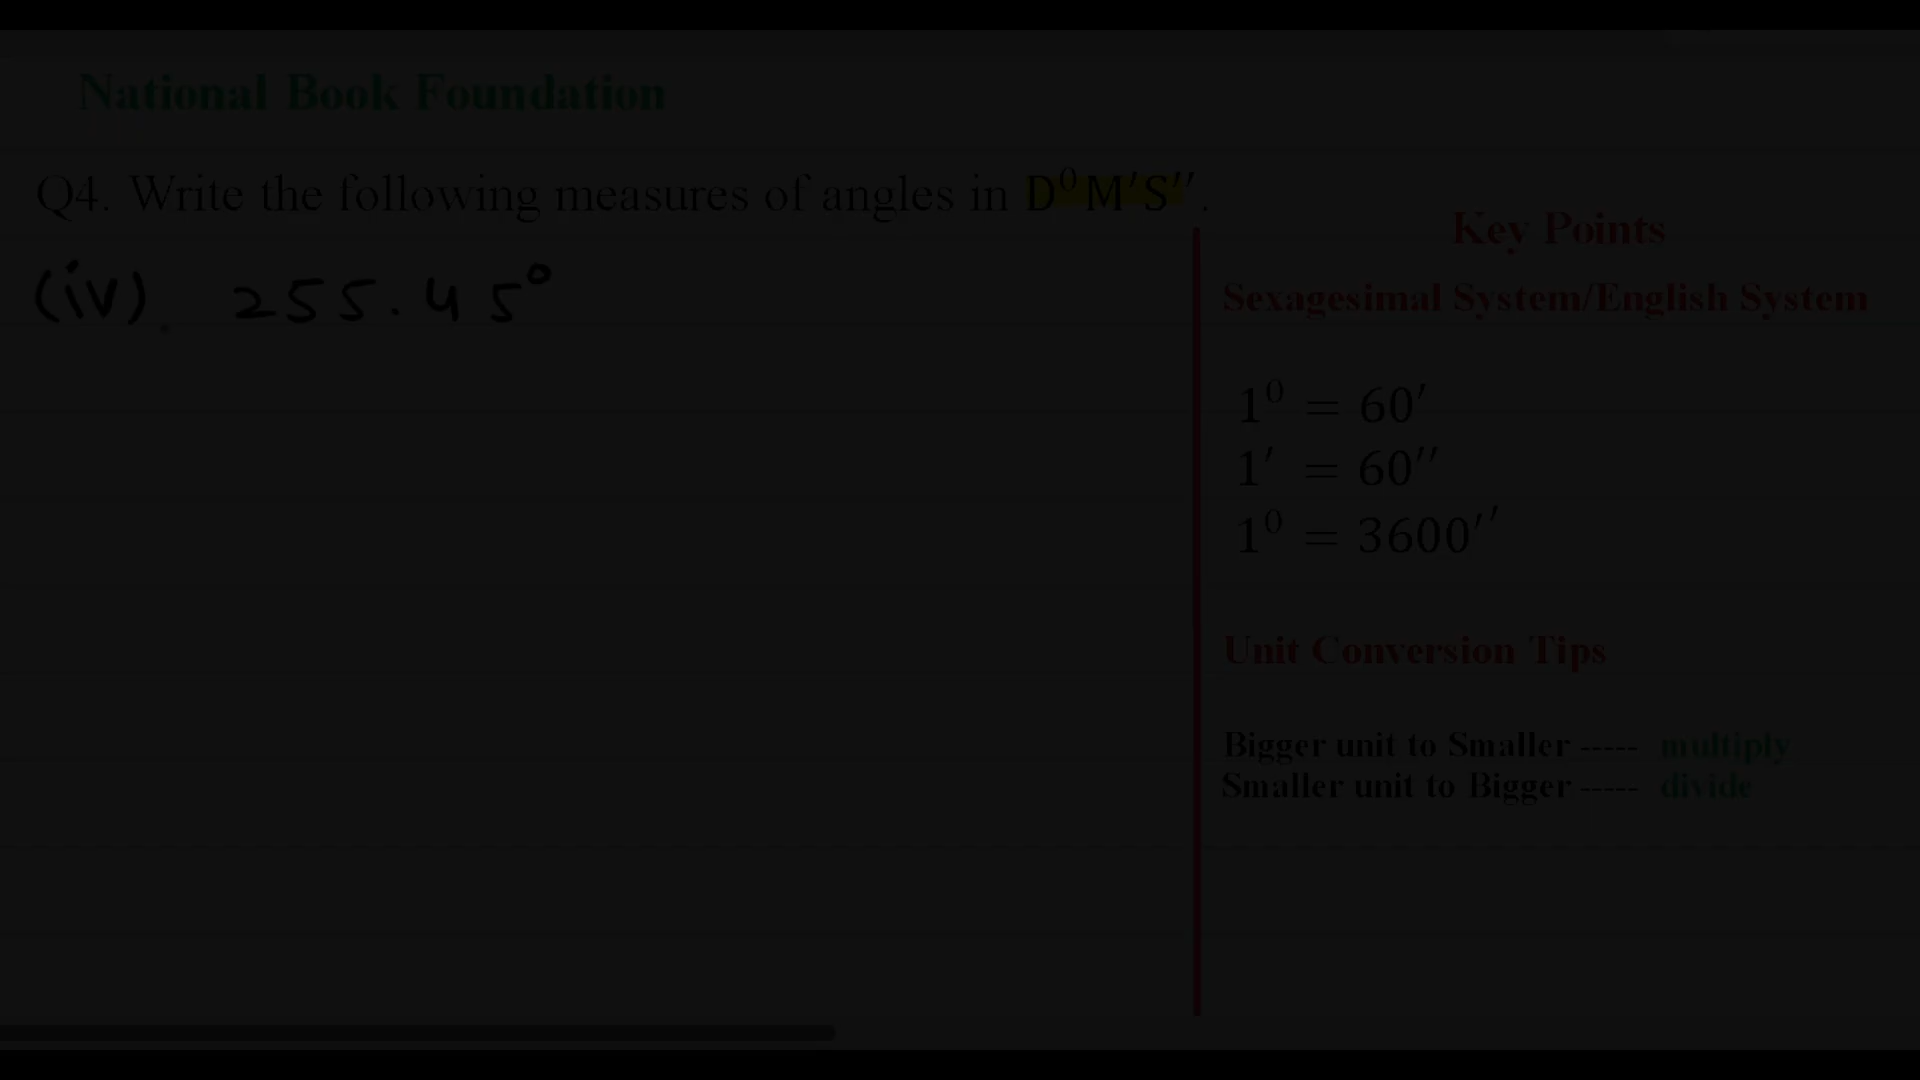 National Book Foundation
Q4. Write the following measures of angles in D⁰M′S′′.
(iv). 255.45°
Key Points
Sexagesimal System/English System
1⁰ = 60′
1′ = 60′′
1⁰ = 3600′′
Unit Conversion Tips
Bigger unit to Smaller ----- multiply
Smaller unit to Bigger ----- divide